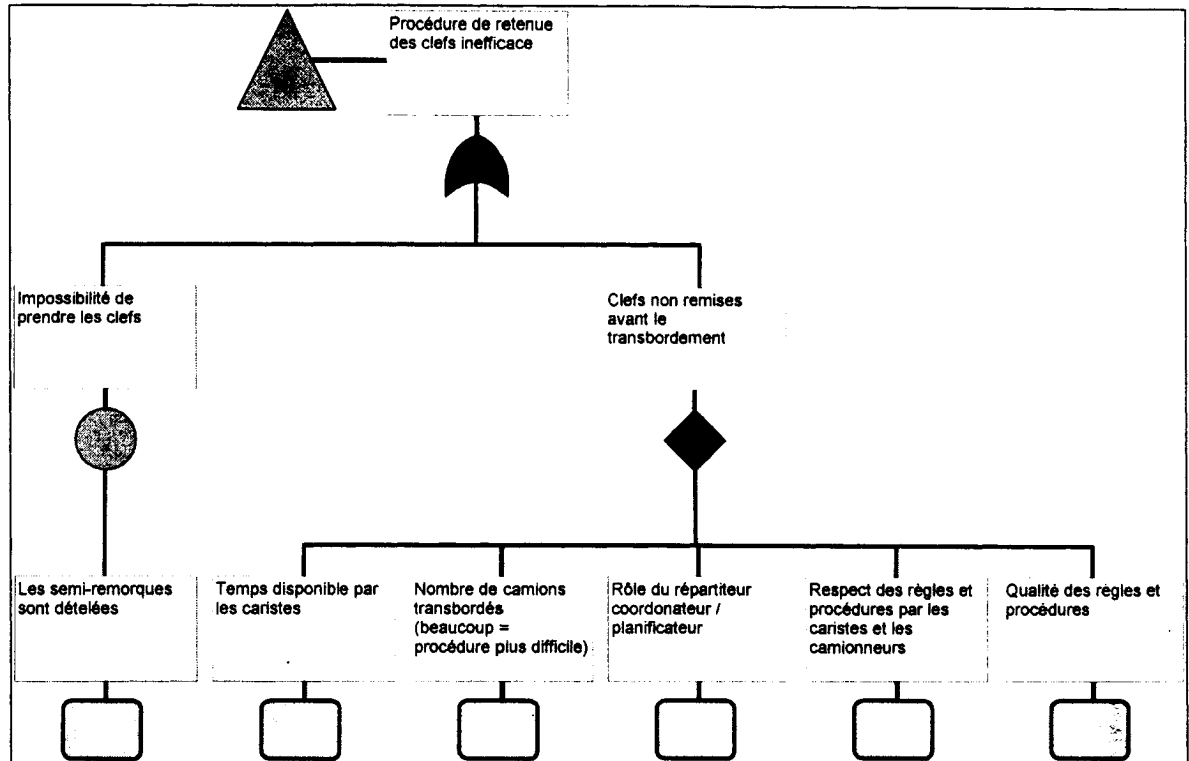 Procédure de retenue
des clefs inefficace
Impossibilité de
prendre les clefs
Clefs non remises
avant le
transbordement
Les semi-remorques
sont dételées
Temps disponible par
les caristes
Nombre de camions
transbordés
(beaucoup =
procédure plus difficile)
Rôle du répartiteur
coordonateur /
planificateur
Respect des règles et
procédures par les
caristes et les
camionneurs
Qualité des règles et
procédures